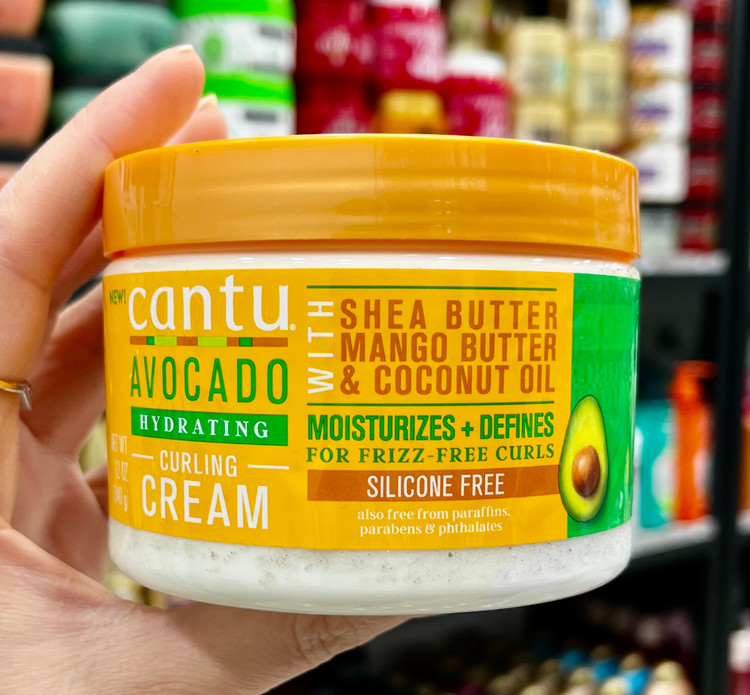 NEW!
cantu®
AVOCADO
HYDRATING
CURLING
CREAM
NET WT
12 OZ
(340 g)
WITH
SHEA BUTTER
MANGO BUTTER
& COCONUT OIL
MOISTURIZES + DEFINES
FOR FRIZZ-FREE CURLS
SILICONE FREE
also free from paraffins,
parabens & phthalates